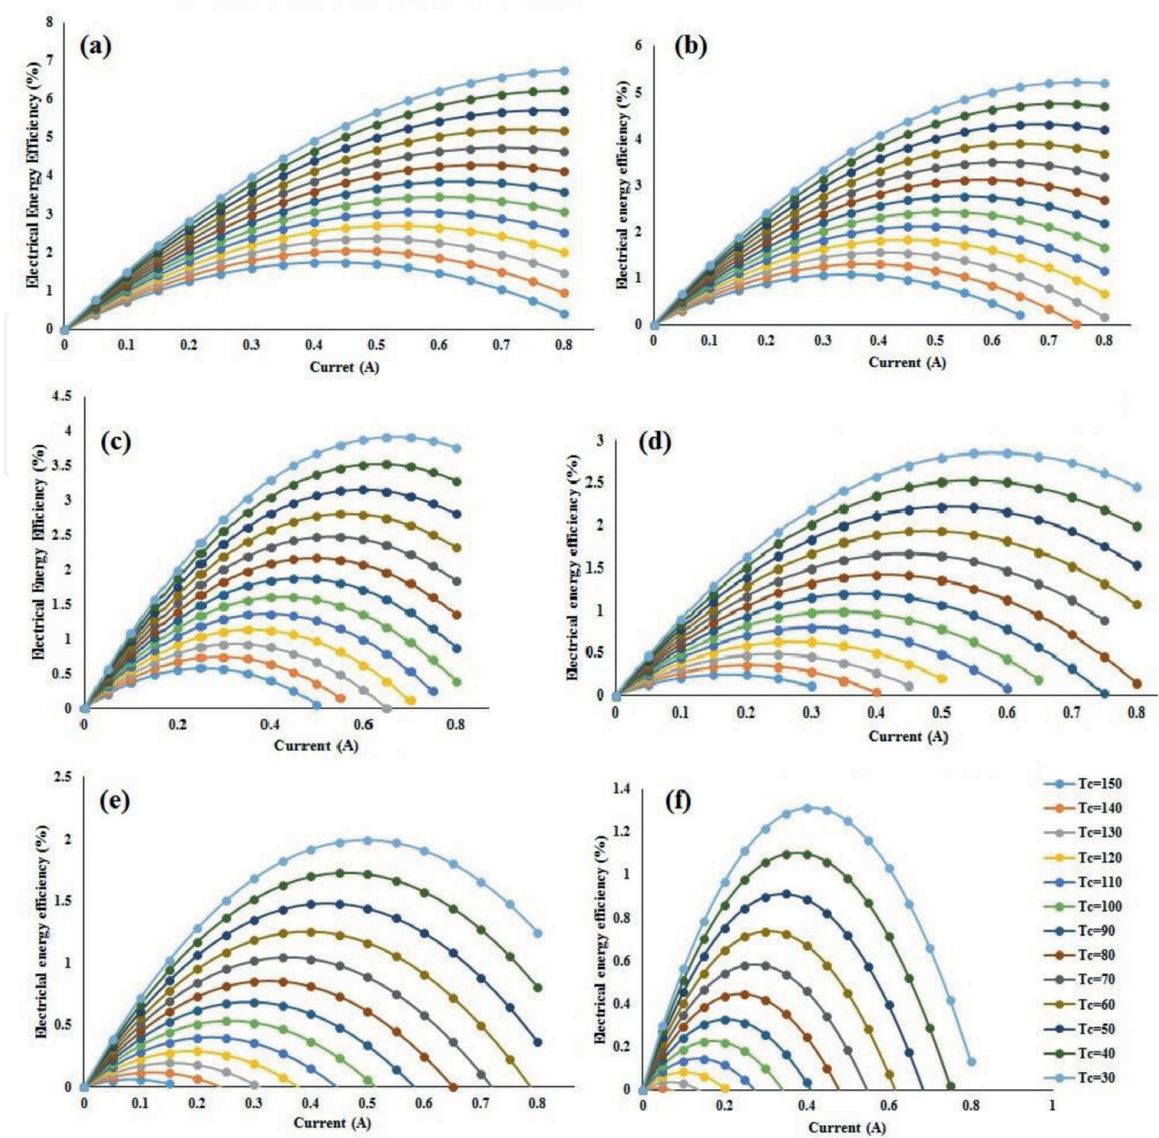 (a)
Electrical Energy Efficiency (%)
8
7
6
5
4
3
2
1
0
0 0.1 0.2 0.3 0.4 0.5 0.6 0.7 0.8
Curret (A)
(b)
Electrical energy efficiency (%)
6
5
4
3
2
1
0
0 0.1 0.2 0.3 0.4 0.5 0.6 0.7 0.8
Current (A)
(c)
Electrical Energy Efficiency (%)
4.5
4
3.5
3
2.5
2
1.5
1
0.5
0
0 0.2 0.4 0.6 0.8
Current (A)
(d)
Electrical energy efficiency (%)
3
2.5
2
1.5
1
0.5
0
0 0.1 0.2 0.3 0.4 0.5 0.6 0.7 0.8
Current (A)
(e)
Electriclal energy efficiency (%)
2.5
2
1.5
1
0.5
0
0 0.1 0.2 0.3 0.4 0.5 0.6 0.7 0.8
Current (A)
(f)
Electrical energy efficiency (%)
1.4
1.2
1
0.8
0.6
0.4
0.2
0
0 0.2 0.4 0.6 0.8 1
Current (A)
Tc=150
Tc=140
Tc=130
Tc=120
Tc=110
Tc=100
Tc=90
Tc=80
Tc=70
Tc=60
Tc=50
Tc=40
Tc=30